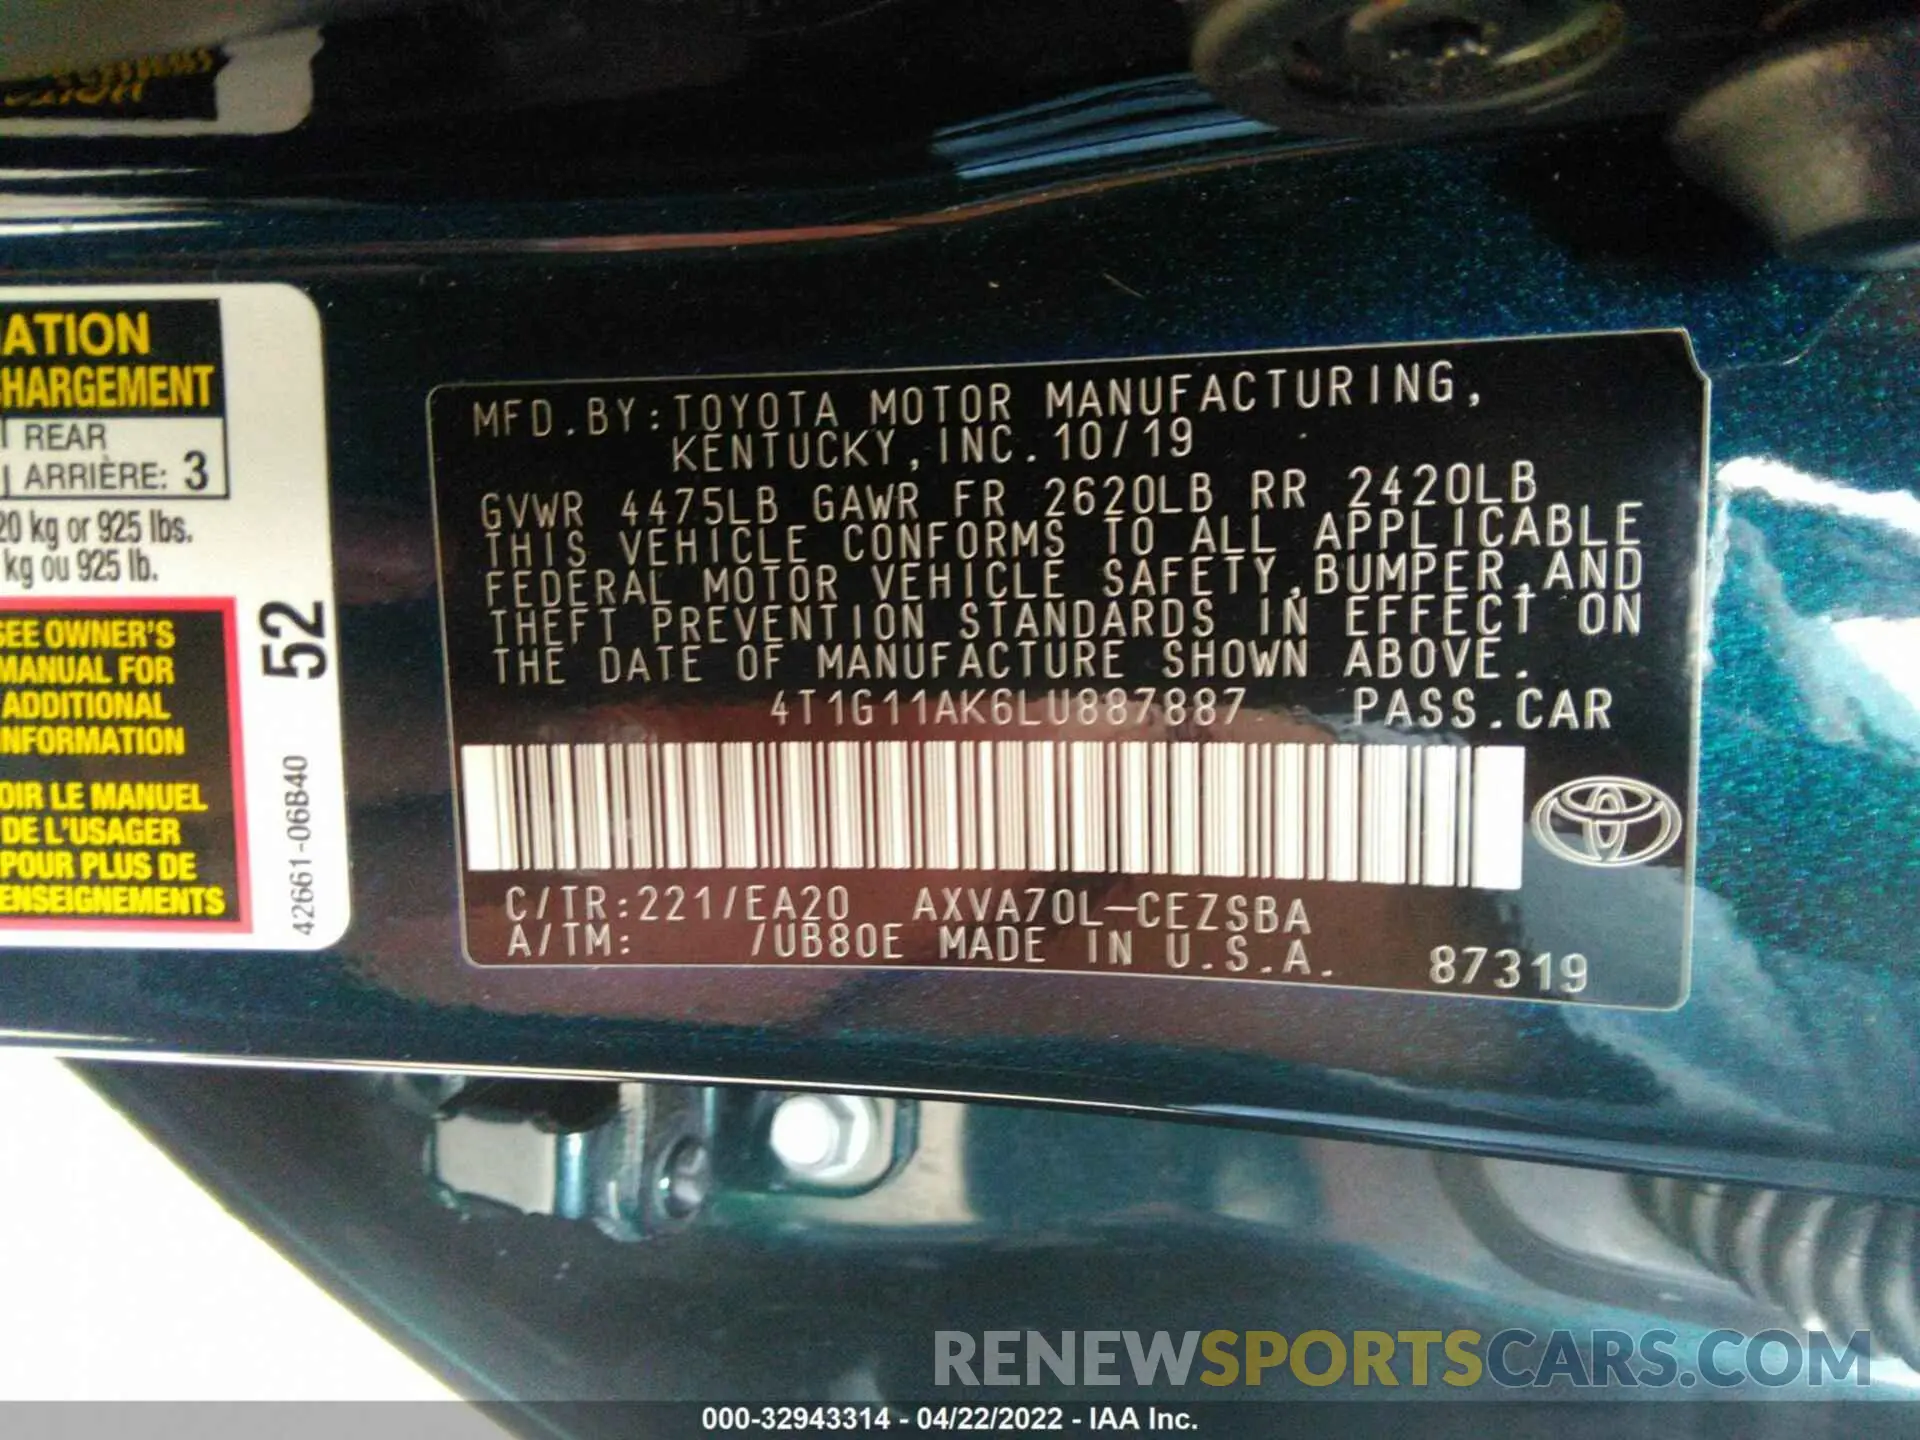 ATION
CHARGEMENT
REAR
ARRIÈRE: 3
20 kg or 925 lbs.
kg ou 925 lb.
SEE OWNER'S
MANUAL FOR
ADDITIONAL
INFORMATION
OIR LE MANUEL
DE L'USAGER
POUR PLUS DE
ENSEIGNEMENTS
52
42661-06B40
MFD.BY:TOYOTA MOTOR MANUFACTURING,
KENTUCKY,INC.10/19
GVWR 4475LB GAWR FR 2620LB RR 2420LB
THIS VEHICLE CONFORMS TO ALL APPLICABLE
FEDERAL MOTOR VEHICLE SAFETY,BUMPER,AND
THEFT PREVENTION STANDARDS IN EFFECT ON
THE DATE OF MANUFACTURE SHOWN ABOVE.
4T1G11AK6LU887887 PASS.CAR
C/TR:221/EA20 AXVA70L-CEZSBA
A/TM: /UB80E MADE IN U.S.A. 87319
RENEWSPORTSCARS.COM
000-32943314 - 04/22/2022 - IAA Inc.